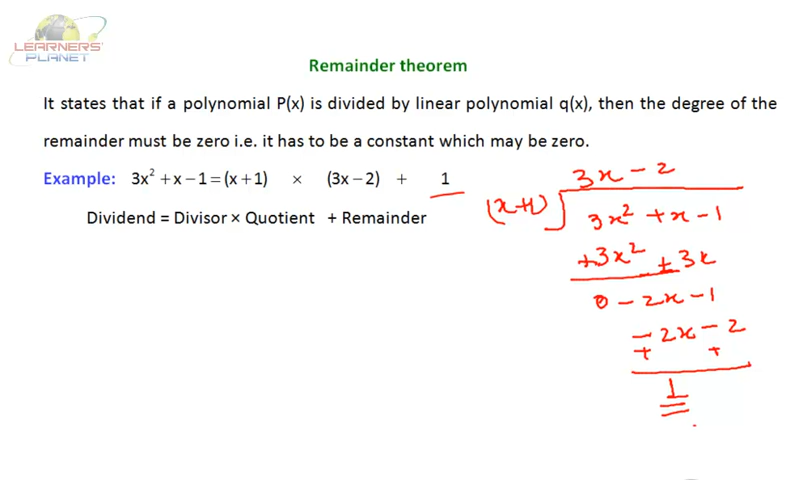 LEARNERS'
PLANET
Remainder theorem
It states that if a polynomial P(x) is divided by linear polynomial q(x), then the degree of the
remainder must be zero i.e. it has to be a constant which may be zero.
Example: 3x² + x − 1 = (x + 1) × (3x − 2) + 1
Dividend = Divisor × Quotient + Remainder
3x − 2
(x+1) 3x² + x − 1
+3x² + 3x
0 − 2x − 1
− 2x − 2
+ +
1